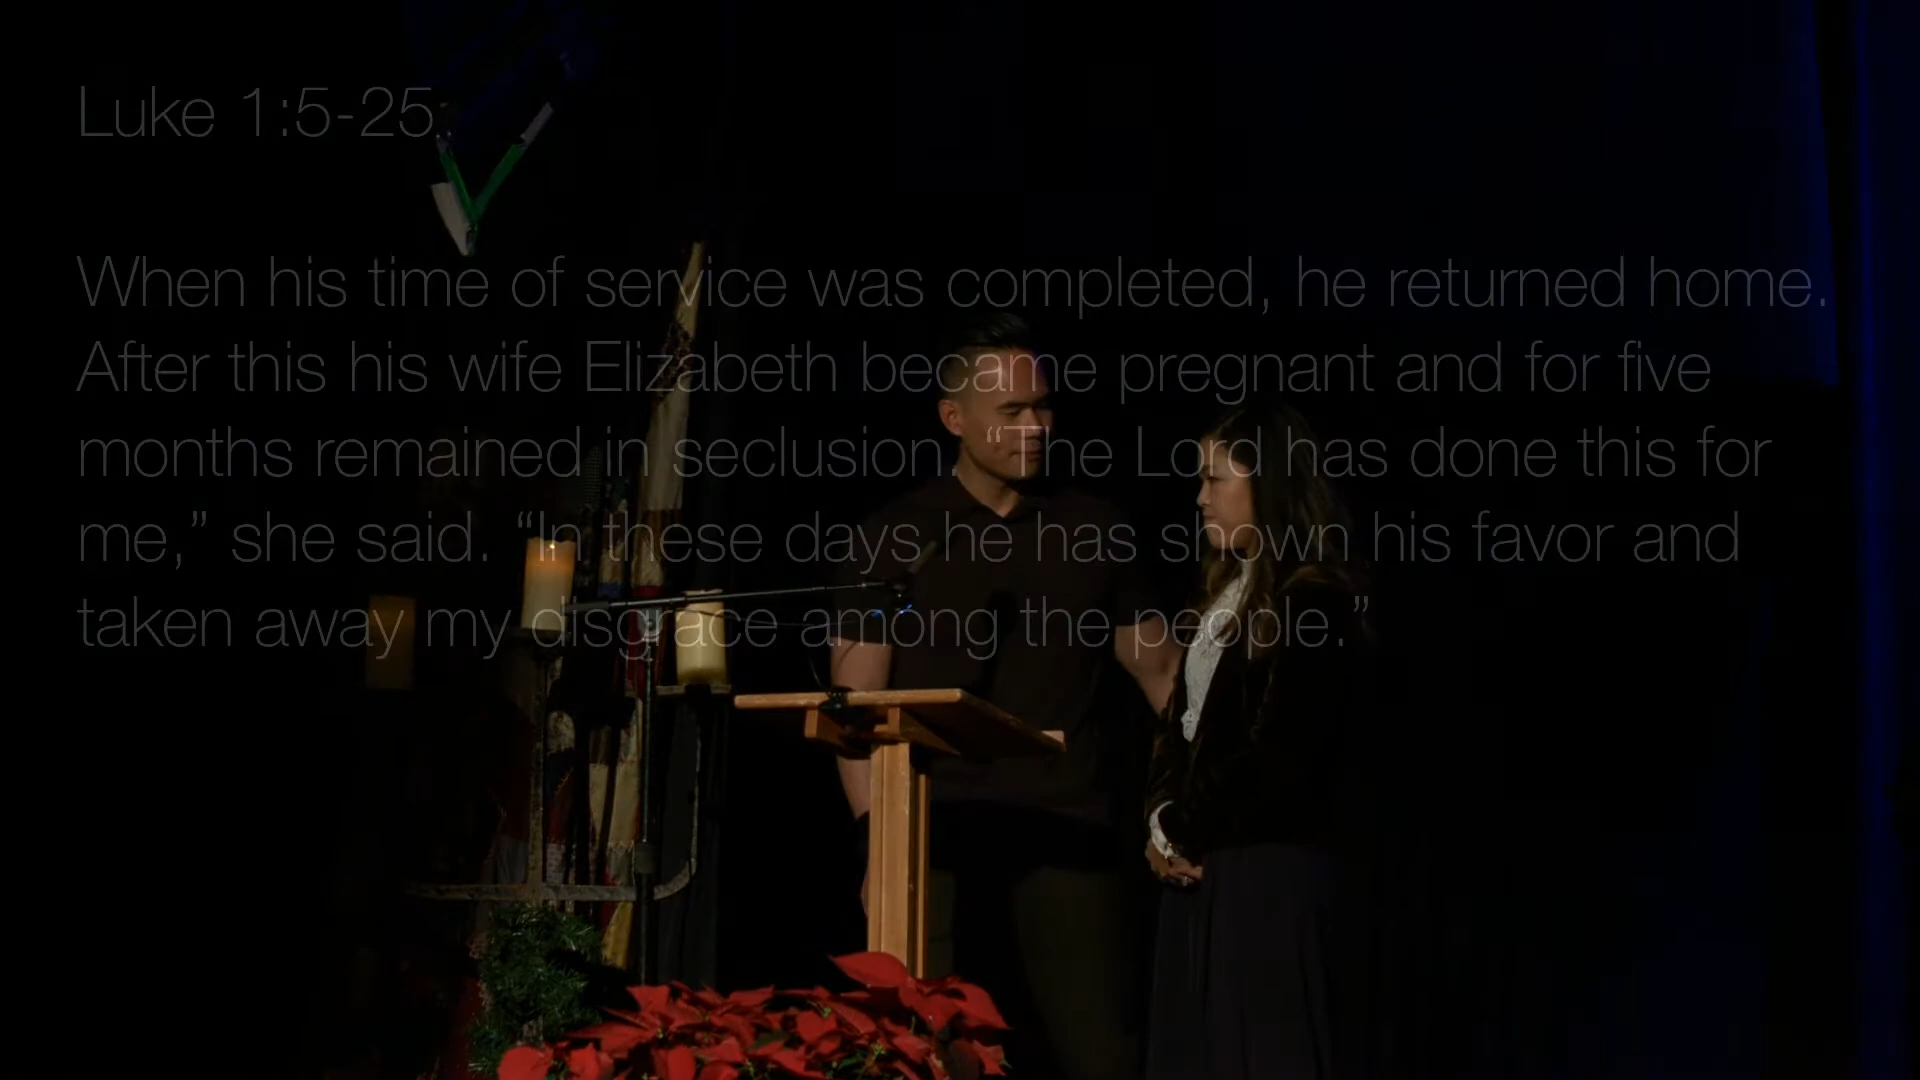 Luke 1:5-25
When his time of service was completed, he returned home.
After this his wife Elizabeth became pregnant and for five
months remained in seclusion. “The Lord has done this for
me,” she said. “In these days he has shown his favor and
taken away my disgrace among the people.”